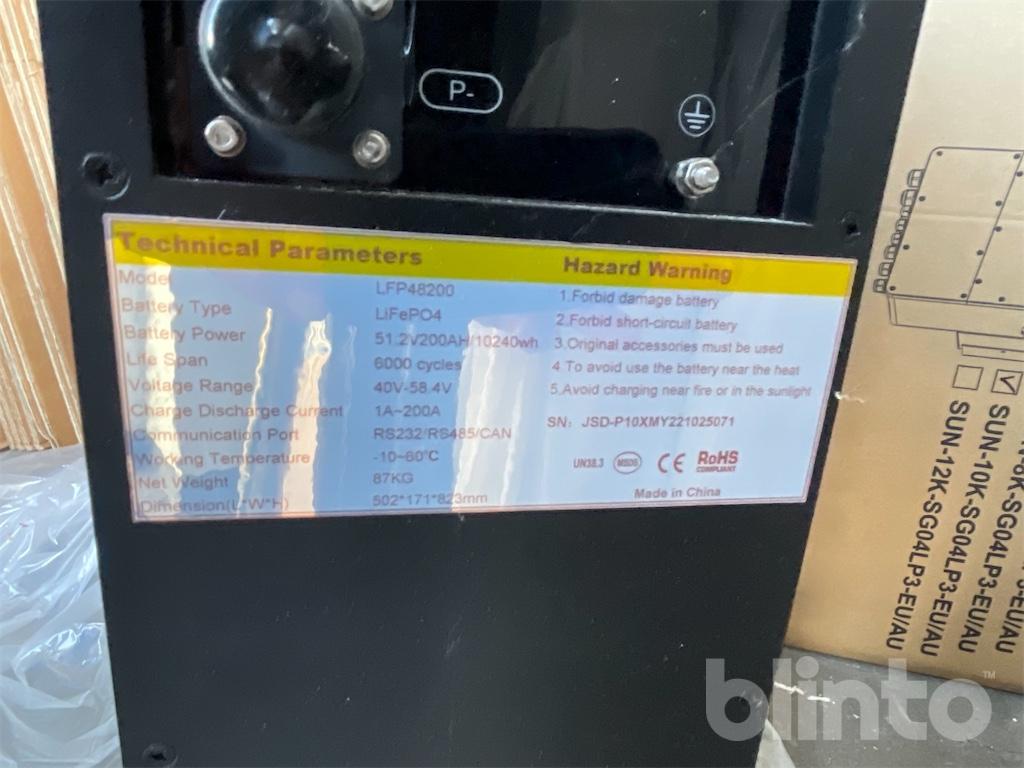 P-
Technical Parameters
Model LFP48200
Battery Type LiFePO4
Battery Power 51.2V200AH/10240wh
Life Span 6000 cycles
Voltage Range 40V-58.4V
Charge Discharge Current 1A~200A
Communication Port RS232/RS485/CAN
Working Temperature -10~60℃
Net Weight 87KG
Dimension(L*W*H) 502*171*823mm
Hazard Warning
1.Forbid damage battery
2.Forbid short-circuit battery
3.Original accessories must be used
4.To avoid use the battery near the heat
5.Avoid charging near fire or in the sunlight
SN: JSD-P10XMY221025071
UN38.3 MSDS CE RoHS
COMPLIANT
Made in China
SUN-10K-SG04LP3-EU/AU
SUN-12K-SG04LP3-EU/AU
blinto™